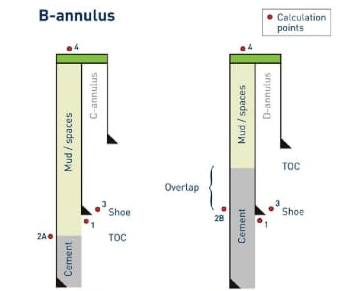 B-annulus
Calculation
points
4
4
C-annulus
D-annulus
Mud / spaces
Mud / spaces
TOC
Overlap
3
Shoe
1
2A
TOC
Cement
2B
3
Shoe
1
Cement